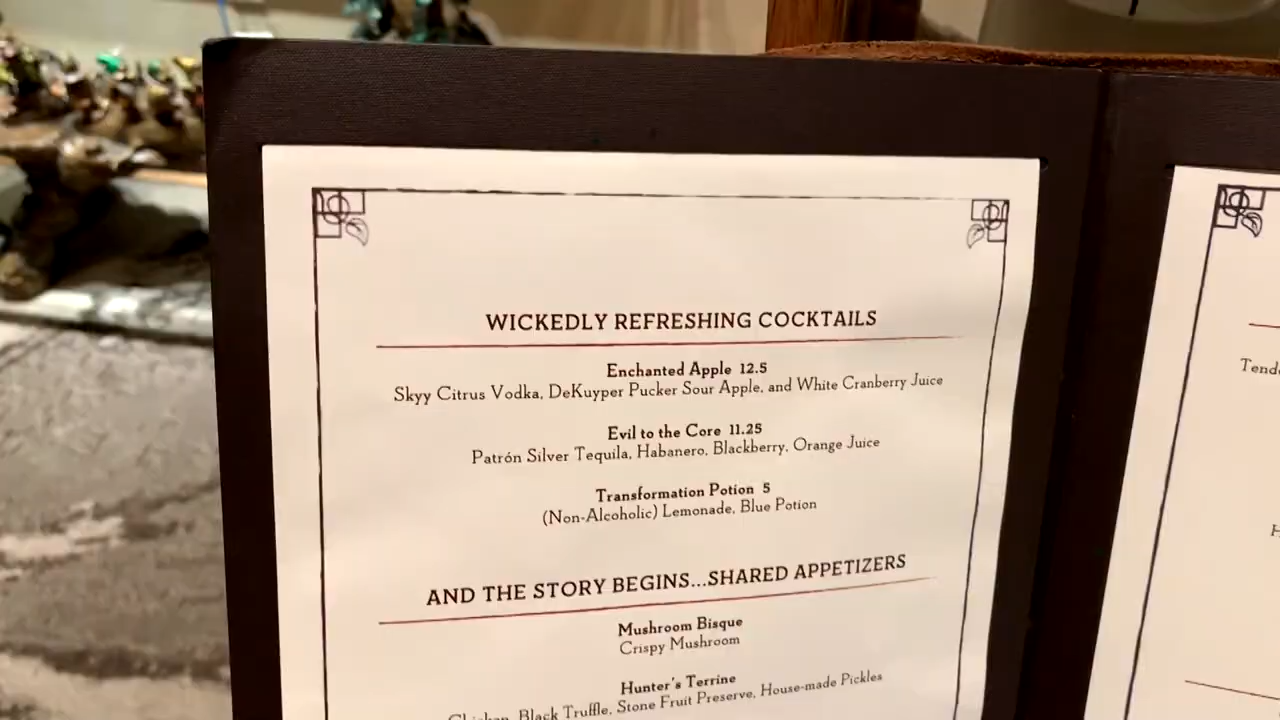 WICKEDLY REFRESHING COCKTAILS
Enchanted Apple 12.5
Skyy Citrus Vodka, DeKuyper Pucker Sour Apple, and White Cranberry Juice
Evil to the Core 11.25
Patrón Silver Tequila, Habanero, Blackberry, Orange Juice
Transformation Potion 5
(Non-Alcoholic) Lemonade, Blue Potion
AND THE STORY BEGINS...SHARED APPETIZERS
Mushroom Bisque
Crispy Mushroom
Hunter's Terrine
Chicken, Black Truffle, Stone Fruit Preserve, House-made Pickles